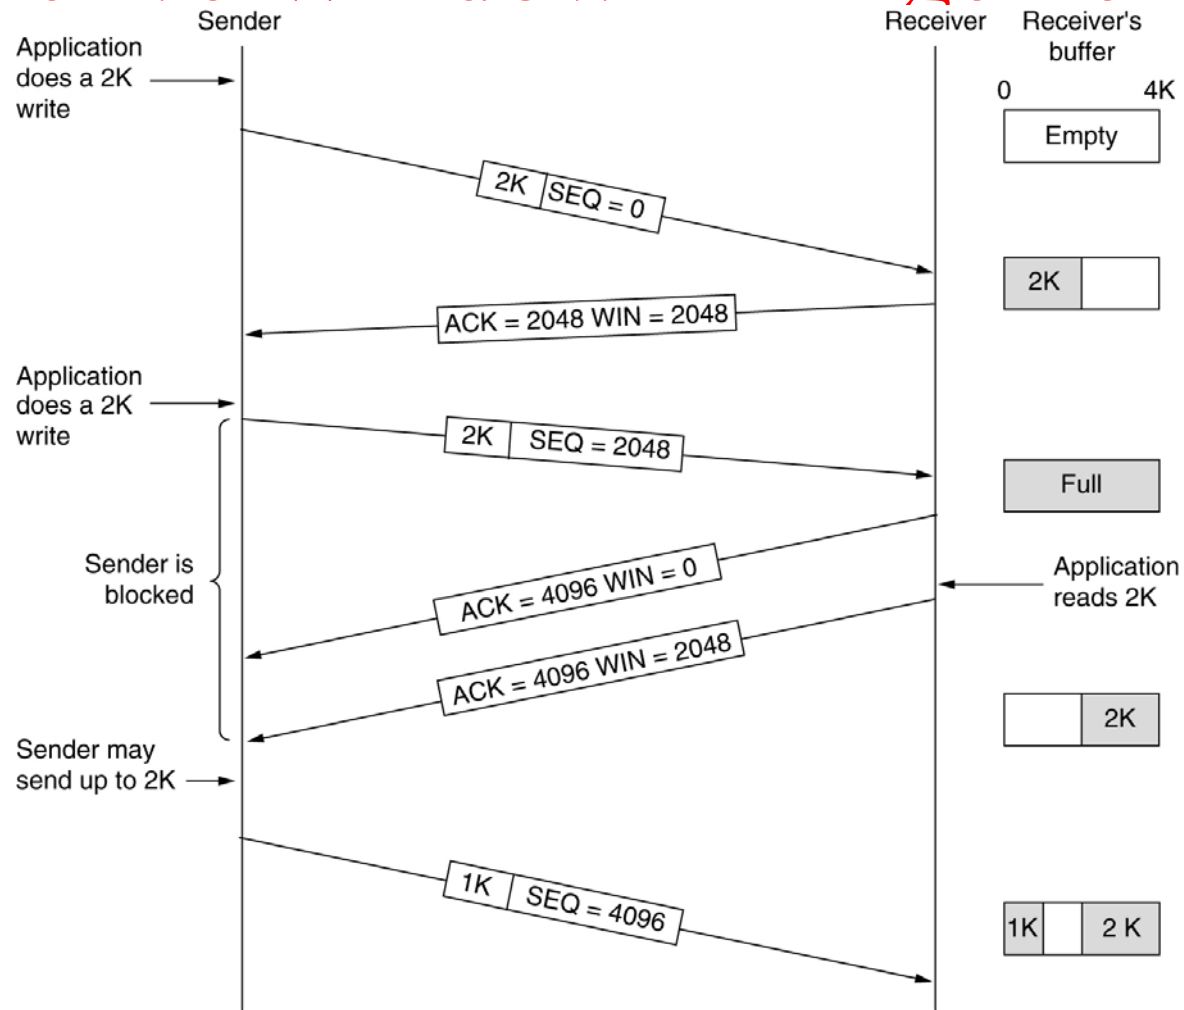 Sender
Receiver
Receiver's
buffer
Application
does a 2K
write
0
4K
Empty
2K
SEQ = 0
2K
ACK = 2048 WIN = 2048
Application
does a 2K
write
2K
SEQ = 2048
Full
Sender is
blocked
ACK = 4096 WIN = 0
Application
reads 2K
ACK = 4096 WIN = 2048
2K
Sender may
send up to 2K
1K
SEQ = 4096
1K
2 K